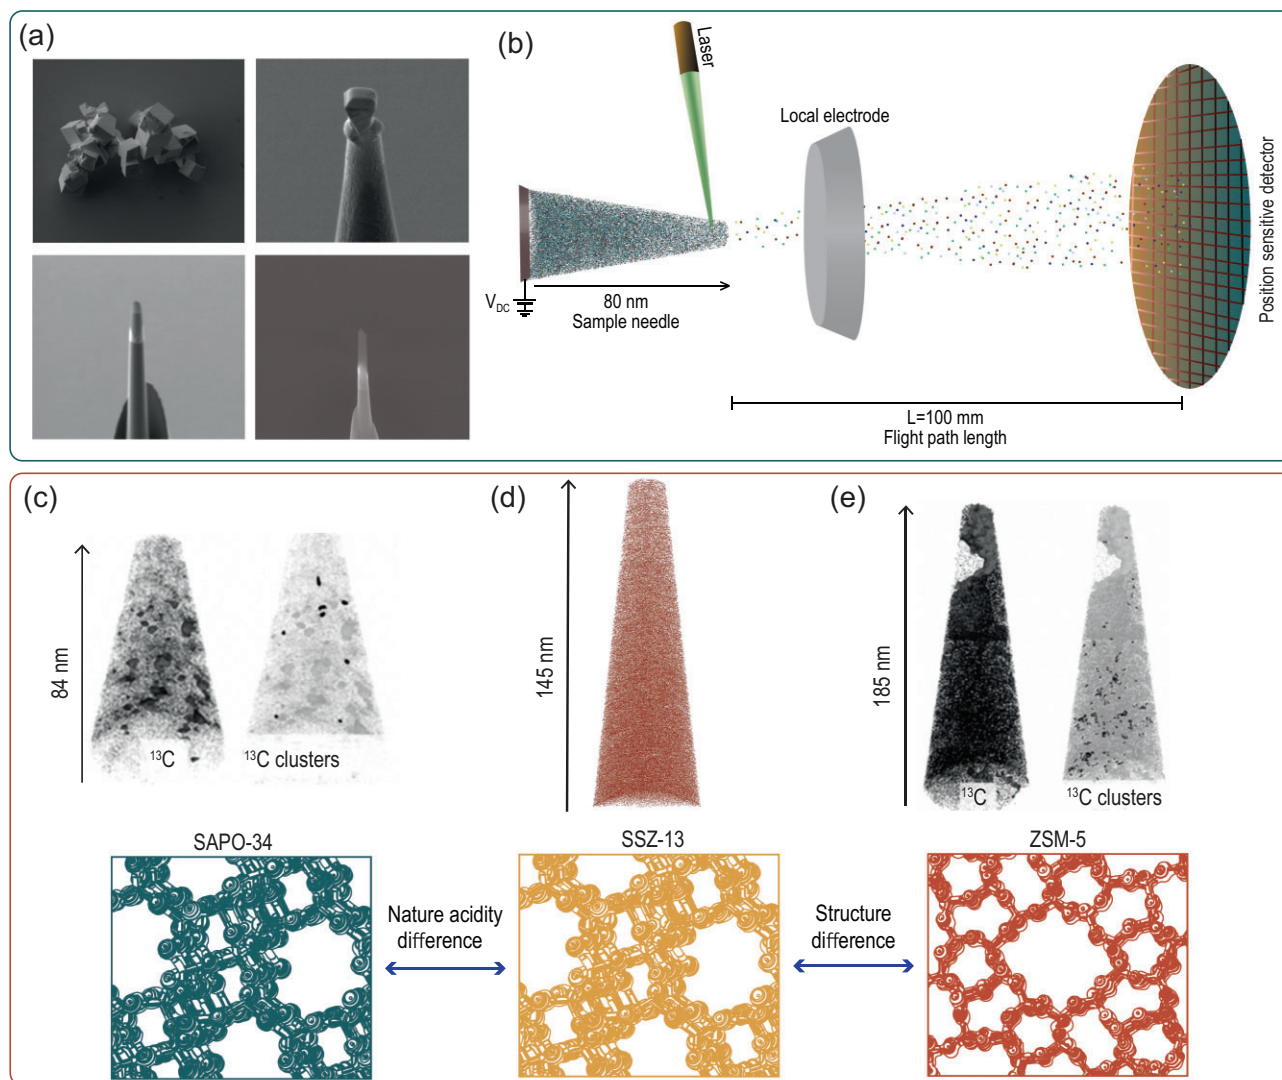 (a)
(b)
Laser
Local electrode
Position sensitive detector
V_DC
80 nm
Sample needle
L=100 mm
Flight path length
(c)
(d)
(e)
84 nm
¹³C
¹³C clusters
145 nm
185 nm
¹³C
¹³C clusters
SAPO-34
SSZ-13
ZSM-5
Nature acidity
difference
Structure
difference